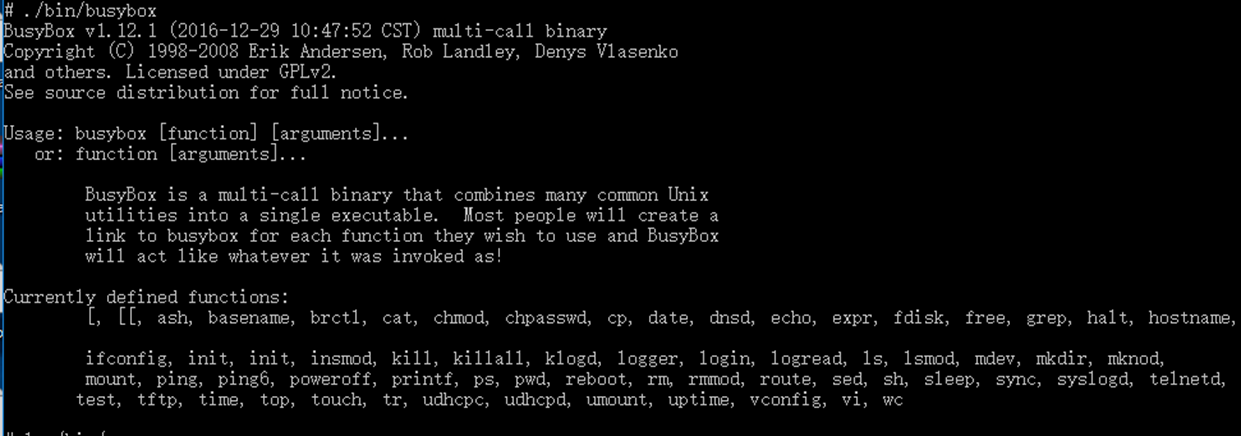 # ./bin/busybox
BusyBox v1.12.1 (2016-12-29 10:47:52 CST) multi-call binary
Copyright (C) 1998-2008 Erik Andersen, Rob Landley, Denys Vlasenko
and others. Licensed under GPLv2.
See source distribution for full notice.
Usage: busybox [function] [arguments]...
or: function [arguments]...
BusyBox is a multi-call binary that combines many common Unix
utilities into a single executable.  Most people will create a
link to busybox for each function they wish to use and BusyBox
will act like whatever it was invoked as!
Currently defined functions:
[, [[, ash, basename, brctl, cat, chmod, chpasswd, cp, date, dnsd, echo, expr, fdisk, free, grep, halt, hostname,
ifconfig, init, init, insmod, kill, killall, klogd, logger, login, logread, ls, lsmod, mdev, mkdir, mknod,
mount, ping, ping6, poweroff, printf, ps, pwd, reboot, rm, rmmod, route, sed, sh, sleep, sync, syslogd, telnetd,
test, tftp, time, top, touch, tr, udhcpc, udhcpd, umount, uptime, vconfig, vi, wc